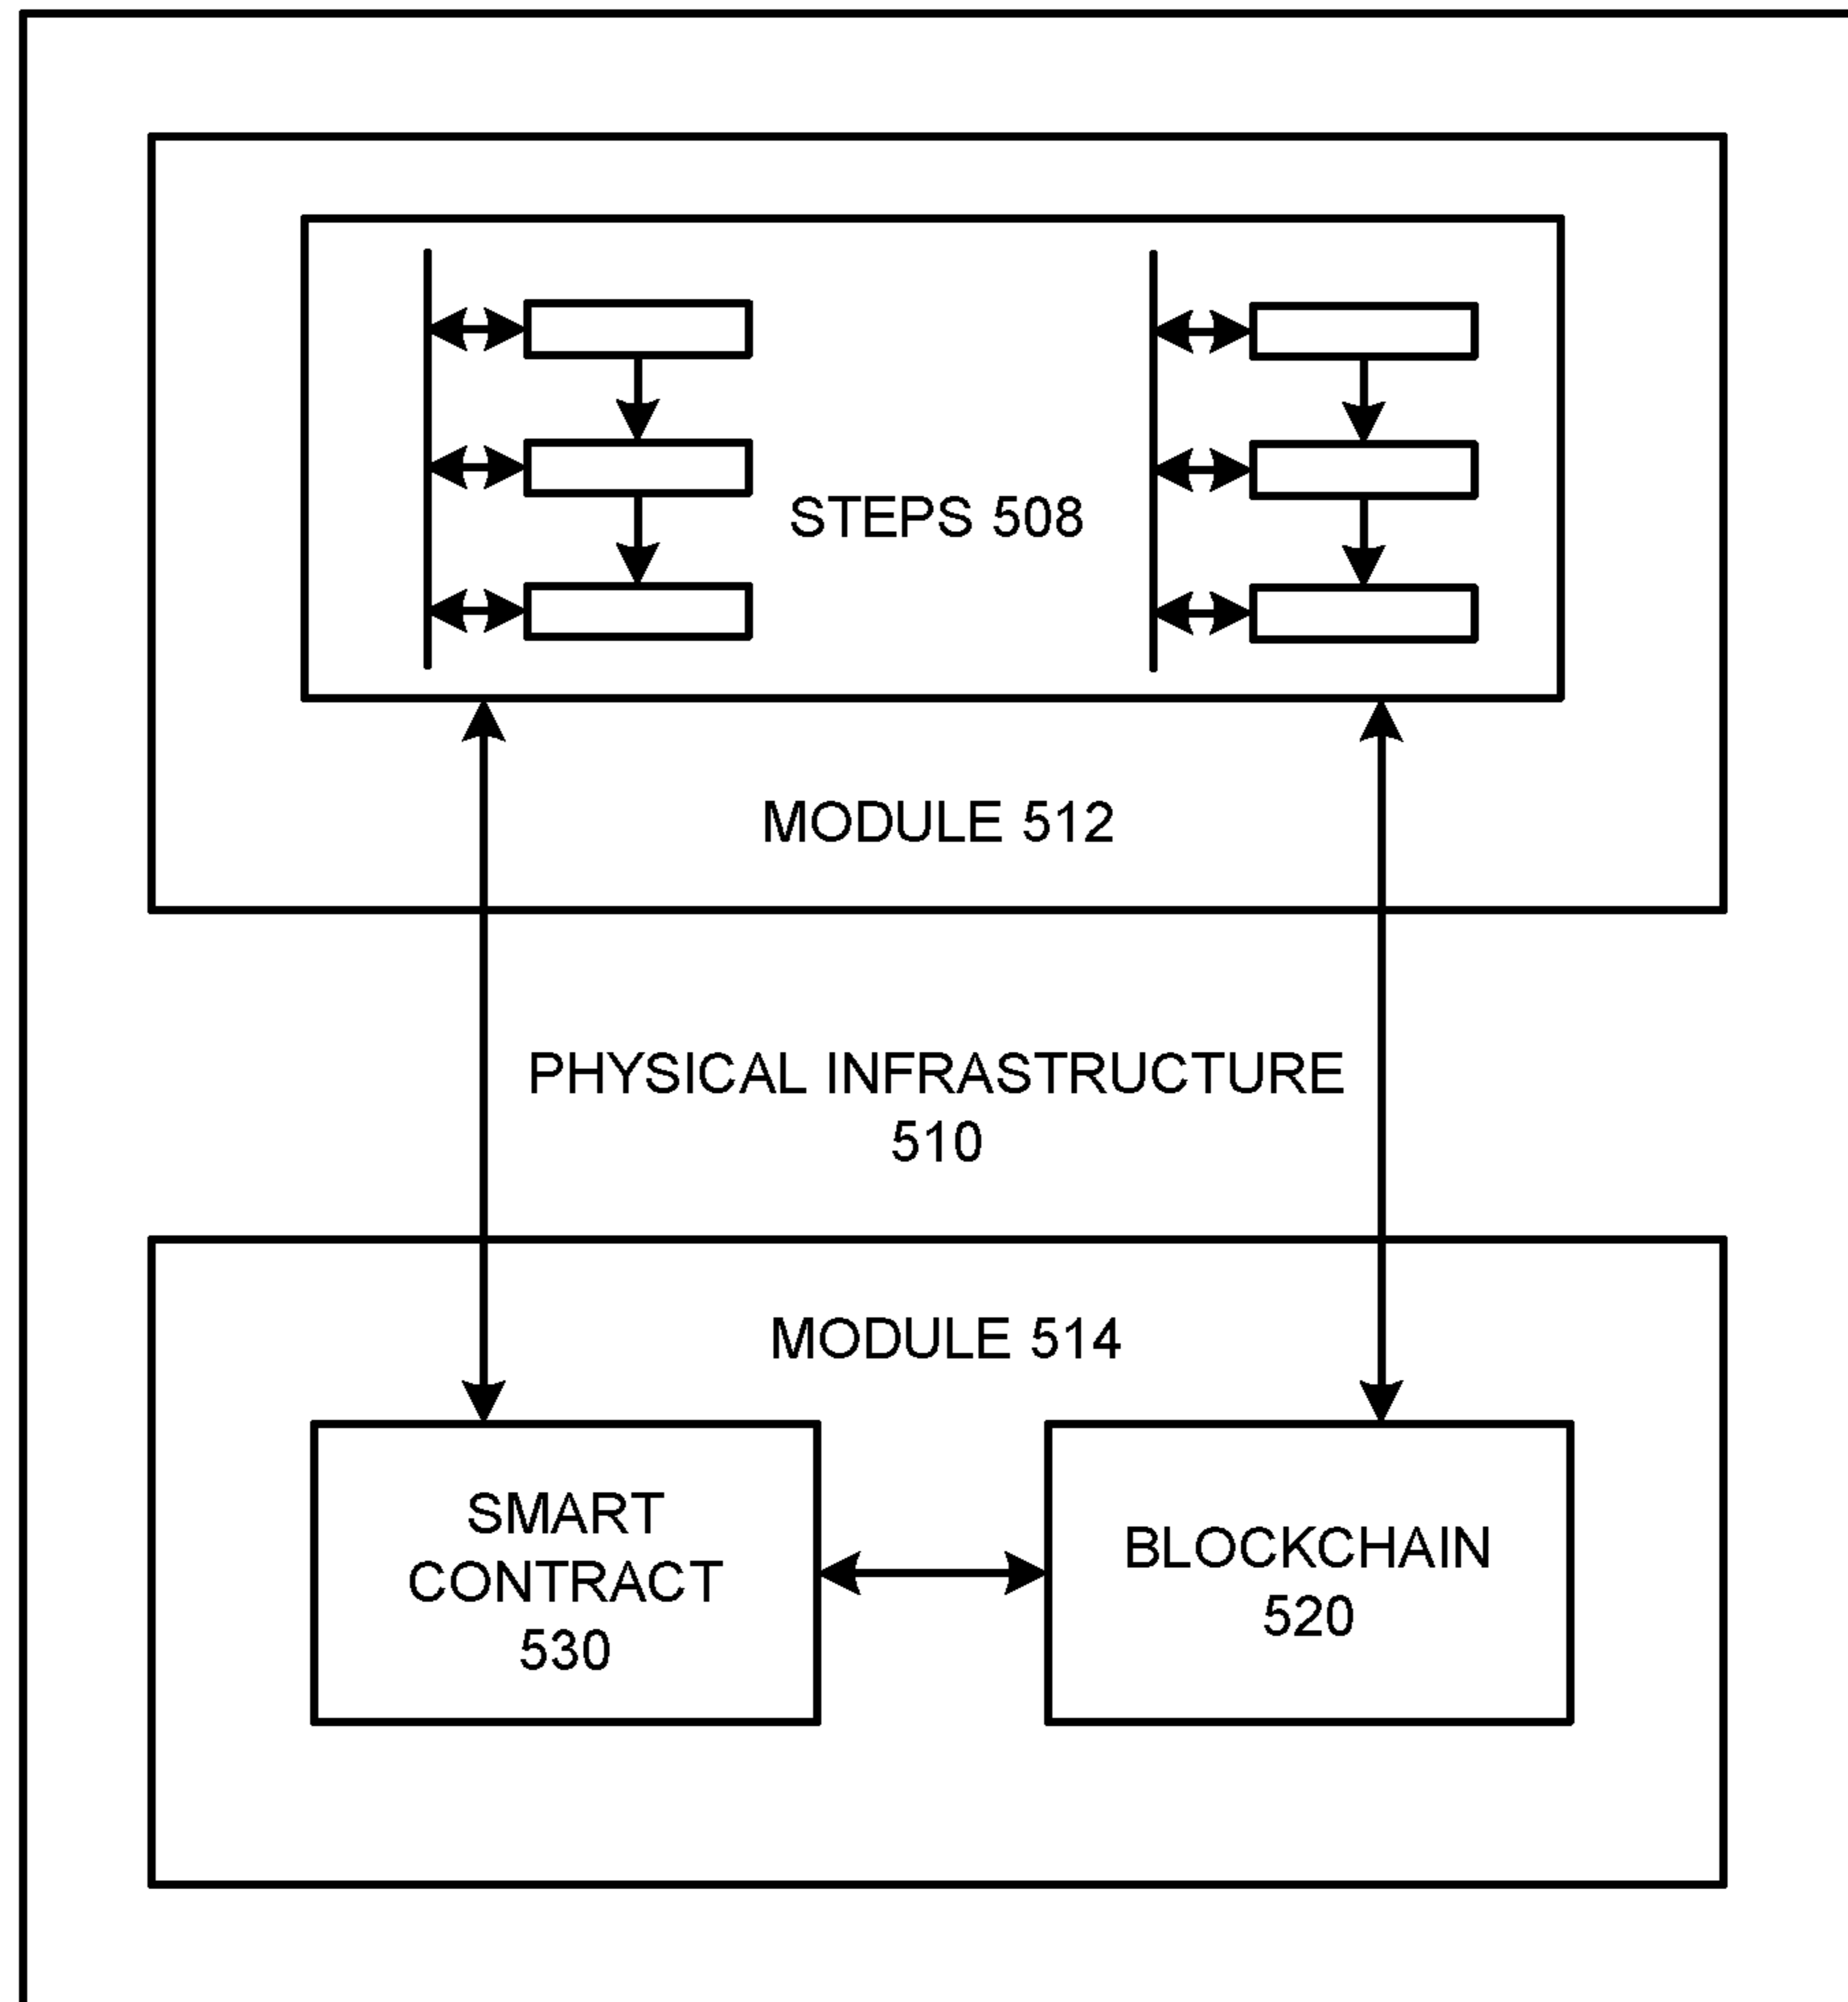 STEPS 508
MODULE 512
PHYSICAL INFRASTRUCTURE
510
MODULE 514
SMART
CONTRACT
530
BLOCKCHAIN
520